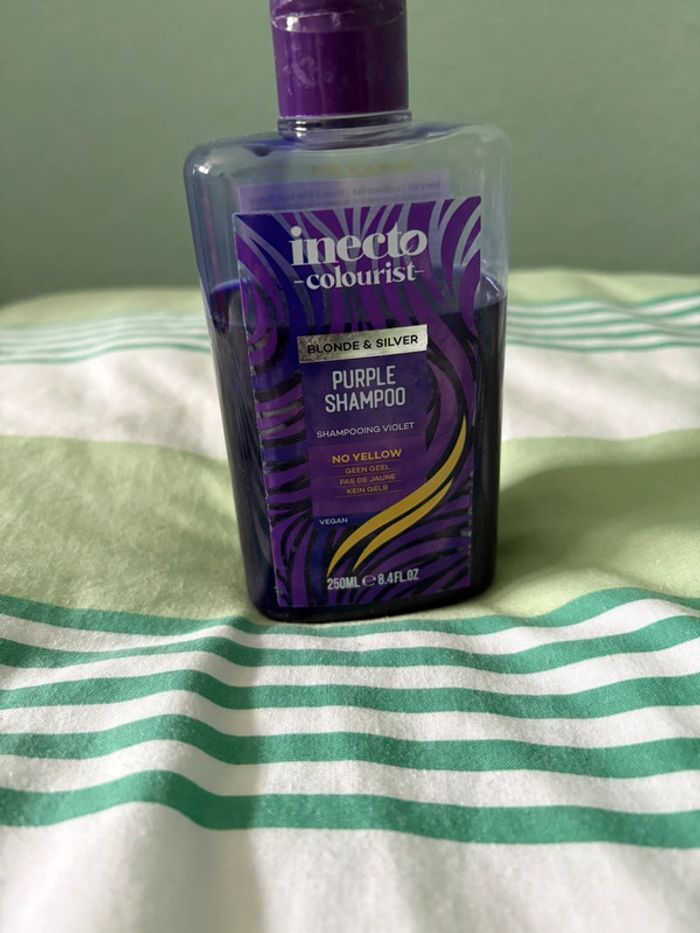 inecto
-colourist-
BLONDE & SILVER
PURPLE
SHAMPOO
SHAMPOOING VIOLET
NO YELLOW
GEEN GEEL
PAS DE JAUNE
KEIN GELB
VEGAN
250ML ℮ 8.4FL.OZ